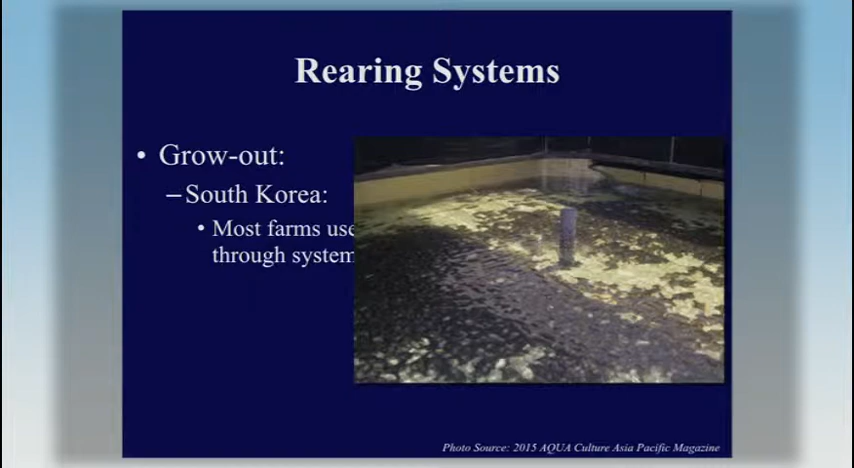 Rearing Systems
• Grow-out:
–South Korea:
• Most farms use
through system
Photo Source: 2015 AQUA Culture Asia Pacific Magazine